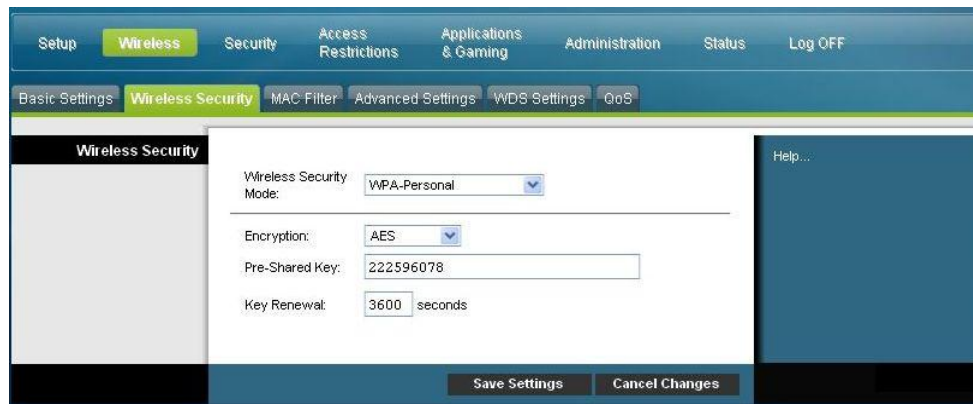 Setup Wireless Security Access Restrictions Applications & Gaming Administration Status Log OFF
Basic Settings Wireless Security MAC Filter Advanced Settings WDS Settings QoS
Wireless Security
Help...
Wireless Security Mode: WPA-Personal
Encryption: AES
Pre-Shared Key: 222596078
Key Renewal: 3600 seconds
Save Settings Cancel Changes